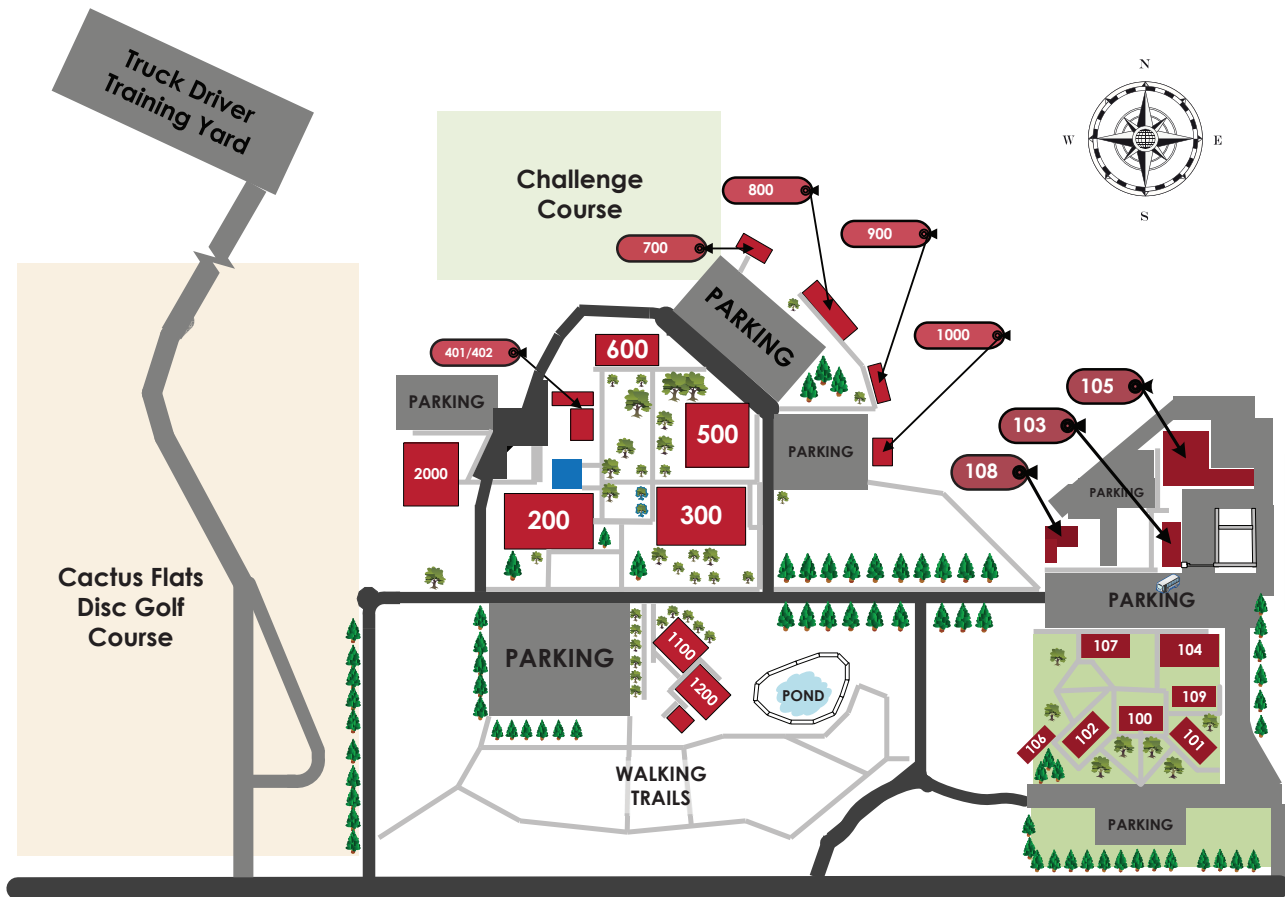 Truck Driver
Training Yard
N
W
E
S
Challenge
Course
800
700
900
PARKING
1000
600
401/402
105
PARKING
103
500
PARKING
2000
108
PARKING
200
300
Cactus Flats
Disc Golf
Course
PARKING
PARKING
1100
107
104
1200
POND
109
100
106
102
101
WALKING
TRAILS
PARKING